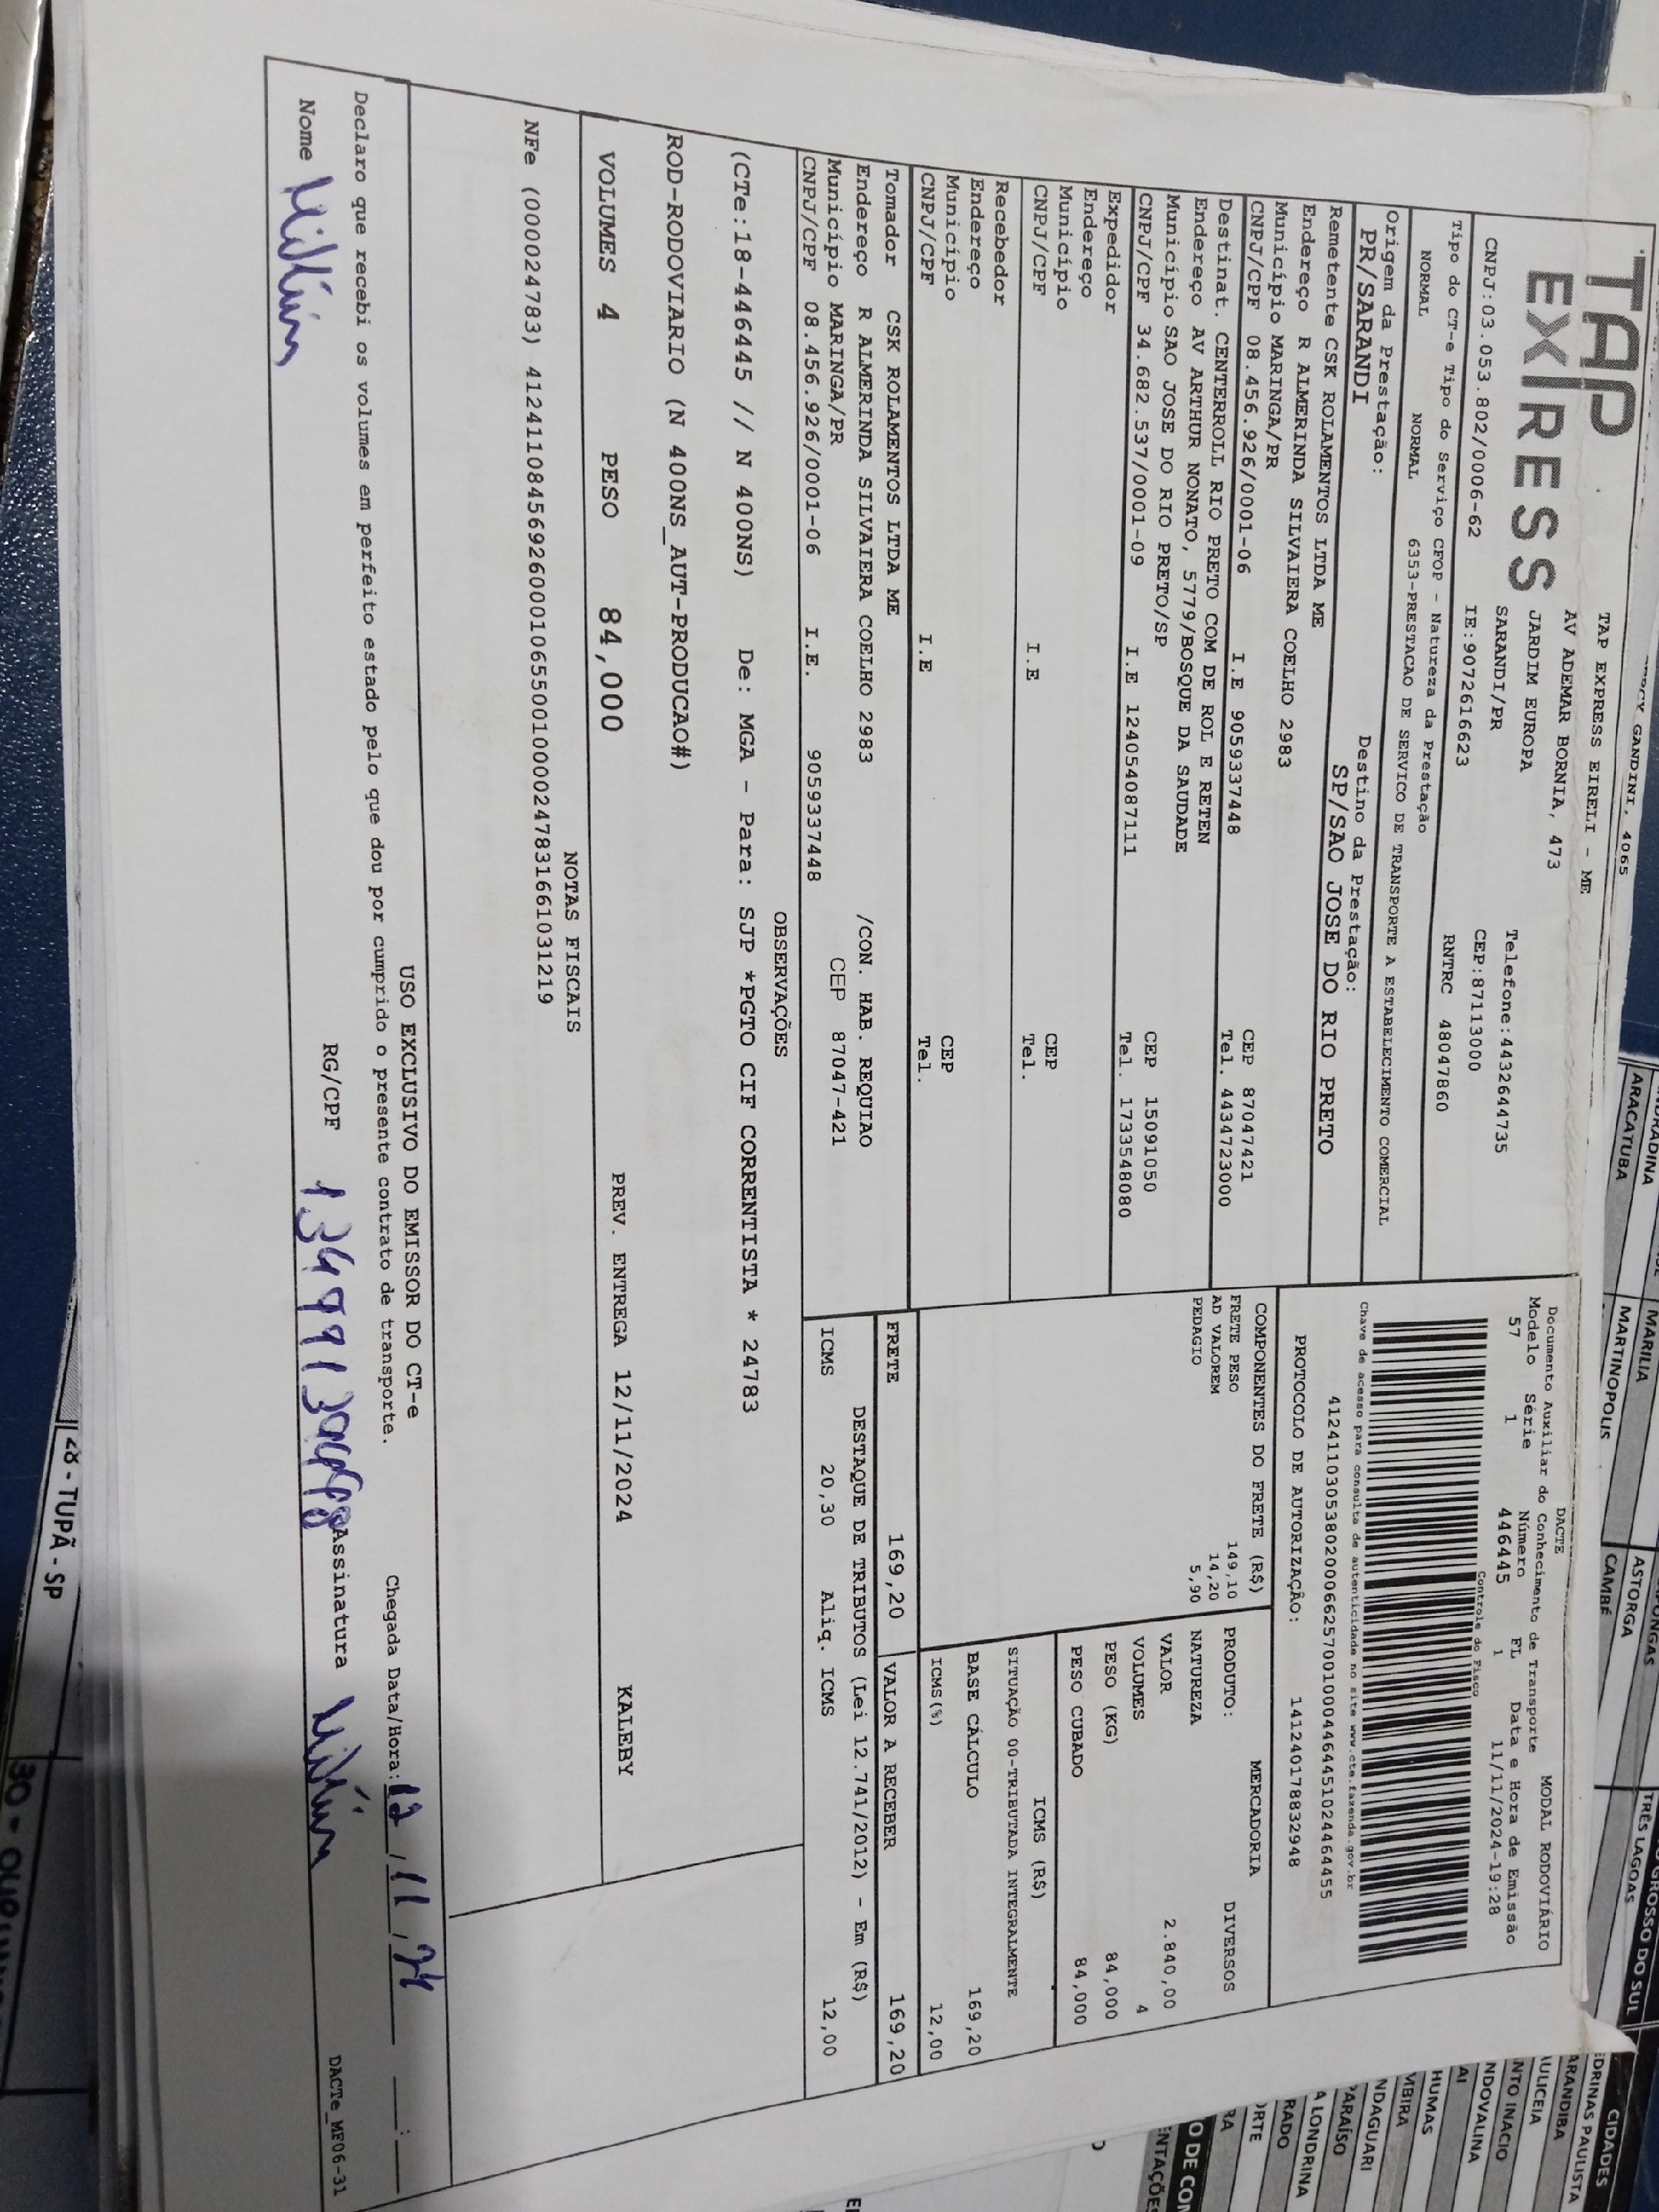 TAP
EXPRESS
TAP EXPRESS EIRELI - ME
AV ADEMAR BORNIA, 473
JARDIM EUROPA
SARANDI/PR
Telefone:4432644735
CEP:87113000
CNPJ:03.053.802/0006-62
IE:9072616623
RNTRC 48047860
Tipo do CT-e Tipo do Serviço CFOP - Natureza da Prestação
NORMAL NORMAL 6353-PRESTACAO DE SERVICO DE TRANSPORTE A ESTABELECIMENTO COMERCIAL
Origem da Prestação:
PR/SARANDI
Destino da Prestação:
SP/SAO JOSE DO RIO PRETO
Remetente CSK ROLAMENTOS LTDA ME
Endereço R ALMERINDA SILVAIERA COELHO 2983
Município MARINGA/PR CEP 87047421
CNPJ/CPF 08.456.926/0001-06 I.E 9059337448 Tel. 44347230000
Destinat. CENTERROLL RIO PRETO COM DE ROL E RETEN
Endereço AV ARTHUR NONATO, 5779/BOSQUE DA SAUDADE
Município SAO JOSE DO RIO PRETO/SP CEP 15091050
CNPJ/CPF 34.682.537/0001-09 I.E 124054087111 Tel. 1733548080
Expedidor
Endereço
Município CEP
CNPJ/CPF I.E Tel.
Recebedor
Endereço
Município CEP
CNPJ/CPF I.E Tel.
Tomador CSK ROLAMENTOS LTDA ME
Endereço R ALMERINDA SILVAIERA COELHO 2983 /CON. HAB. REQUIAO
Município MARINGA/PR CEP 87047-421
CNPJ/CPF 08.456.926/0001-06 I.E. 9059337448
DACTE
Documento Auxiliar do Conhecimento de Transporte
MODAL RODOVIÁRIO
Modelo Série Número FL Data e Hora de Emissão
57 1 446445 1 11/11/2024-19:28
Controle do Fisco
Chave de acesso para consulta de autenticidade no site www.cte.fazenda.gov.br
41241103053802000662570010004464451024464455
PROTOCOLO DE AUTORIZAÇÃO: 141240178832948
COMPONENTES DO FRETE (R$)
FRETE PESO 149,10
AD VALOREM 14,20
PEDAGIO 5,90
MERCADORIA
PRODUTO: DIVERSOS
NATUREZA
VALOR 2.840,00
VOLUMES 4
PESO (KG) 84,000
PESO CUBADO 84,000
ICMS (R$)
SITUAÇÃO 00-TRIBUTADA INTEGRALMENTE
BASE CÁLCULO 169,20
ICMS(%) 12,00
FRETE 169,20 VALOR A RECEBER 169,20
DESTAQUE DE TRIBUTOS (Lei 12.741/2012) - Em (R$)
ICMS 20,30 Aliq. ICMS 12,00
OBSERVAÇÕES
(CTe:18-446445 // N 400NS) De: MGA - Para: SJP *PGTO CIF CORRENTISTA * 24783
ROD-RODOVIARIO (N 400NS_AUT-PRODUCAO#)
VOLUMES 4 PESO 84,000 PREV. ENTREGA 12/11/2024 KALEBY
NOTAS FISCAIS
NFe (000024783) 41241108456926000106550010000247831661031219
USO EXCLUSIVO DO EMISSOR DO CT-e
Declaro que recebi os volumes em perfeito estado pelo que dou por cumprido o presente contrato de transporte.
Chegada Data/Hora: 12/11/24 __:__
Nome RG/CPF Assinatura
DACTe_MF06-31
GANDINI, 4065
ARACATUBA
MARILIA
MARTINOPOLIS
ASTORGA
CAMBÉ
TRÊS LAGOAS
GROSSO DO SUL
CIDADES
A LONDRINA
28 - TUPÃ - SP